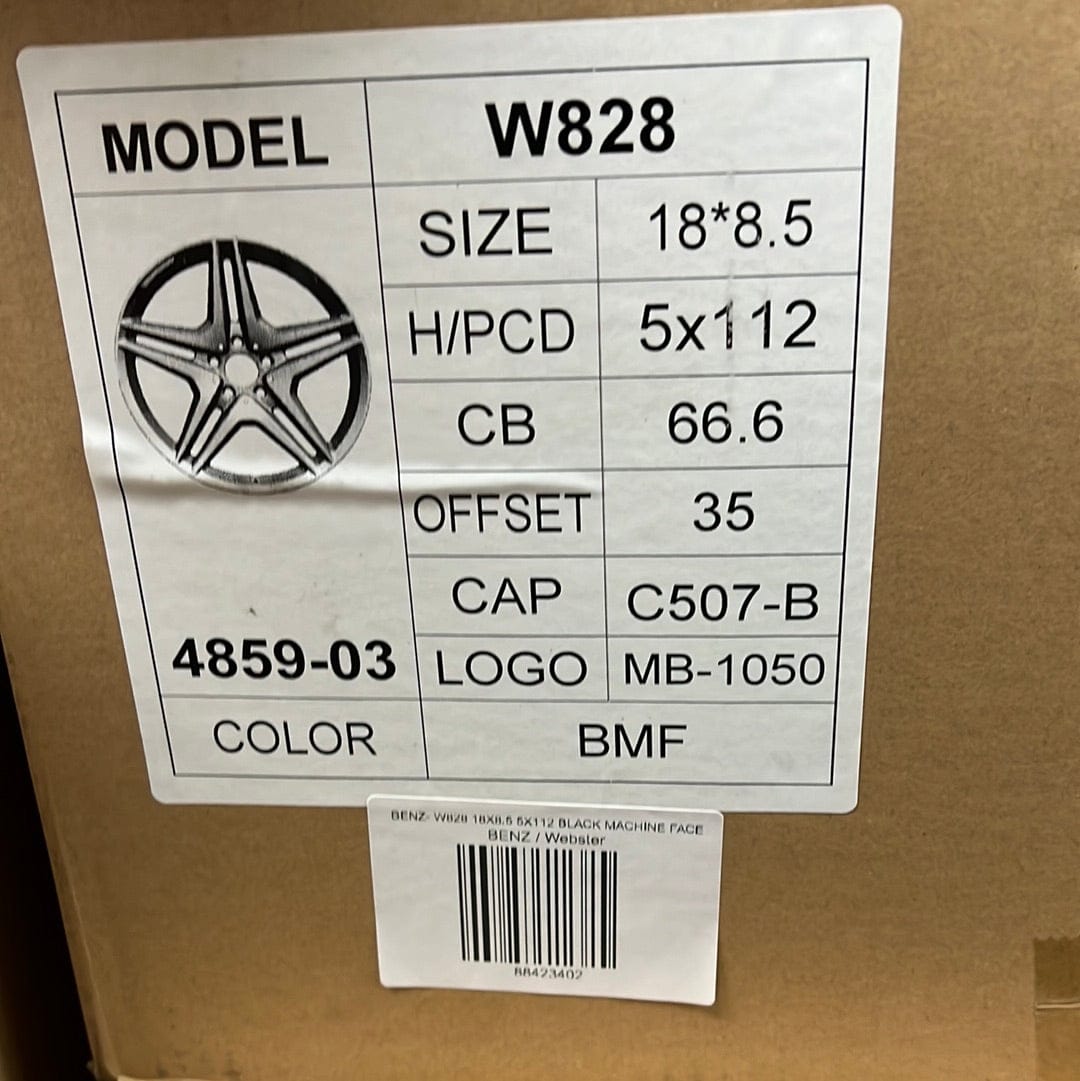 MODEL W828
SIZE 18*8.5
H/PCD 5x112
CB 66.6
OFFSET 35
CAP C507-B
4859-03 LOGO MB-1050
COLOR BMF
BENZ- W828 18X8.5 5X112 BLACK MACHINE FACE
BENZ / Webster
88423402